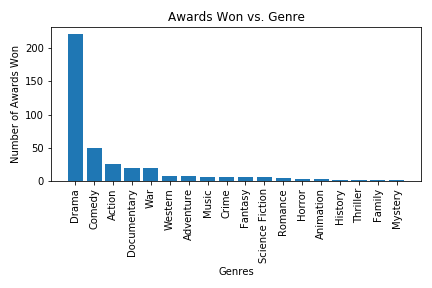 Awards Won vs. Genre
Number of Awards Won
200
150
100
50
0
Drama
Comedy
Action
Documentary
War
Western
Adventure
Music
Crime
Fantasy
Science Fiction
Romance
Horror
Animation
History
Thriller
Family
Mystery
Genres